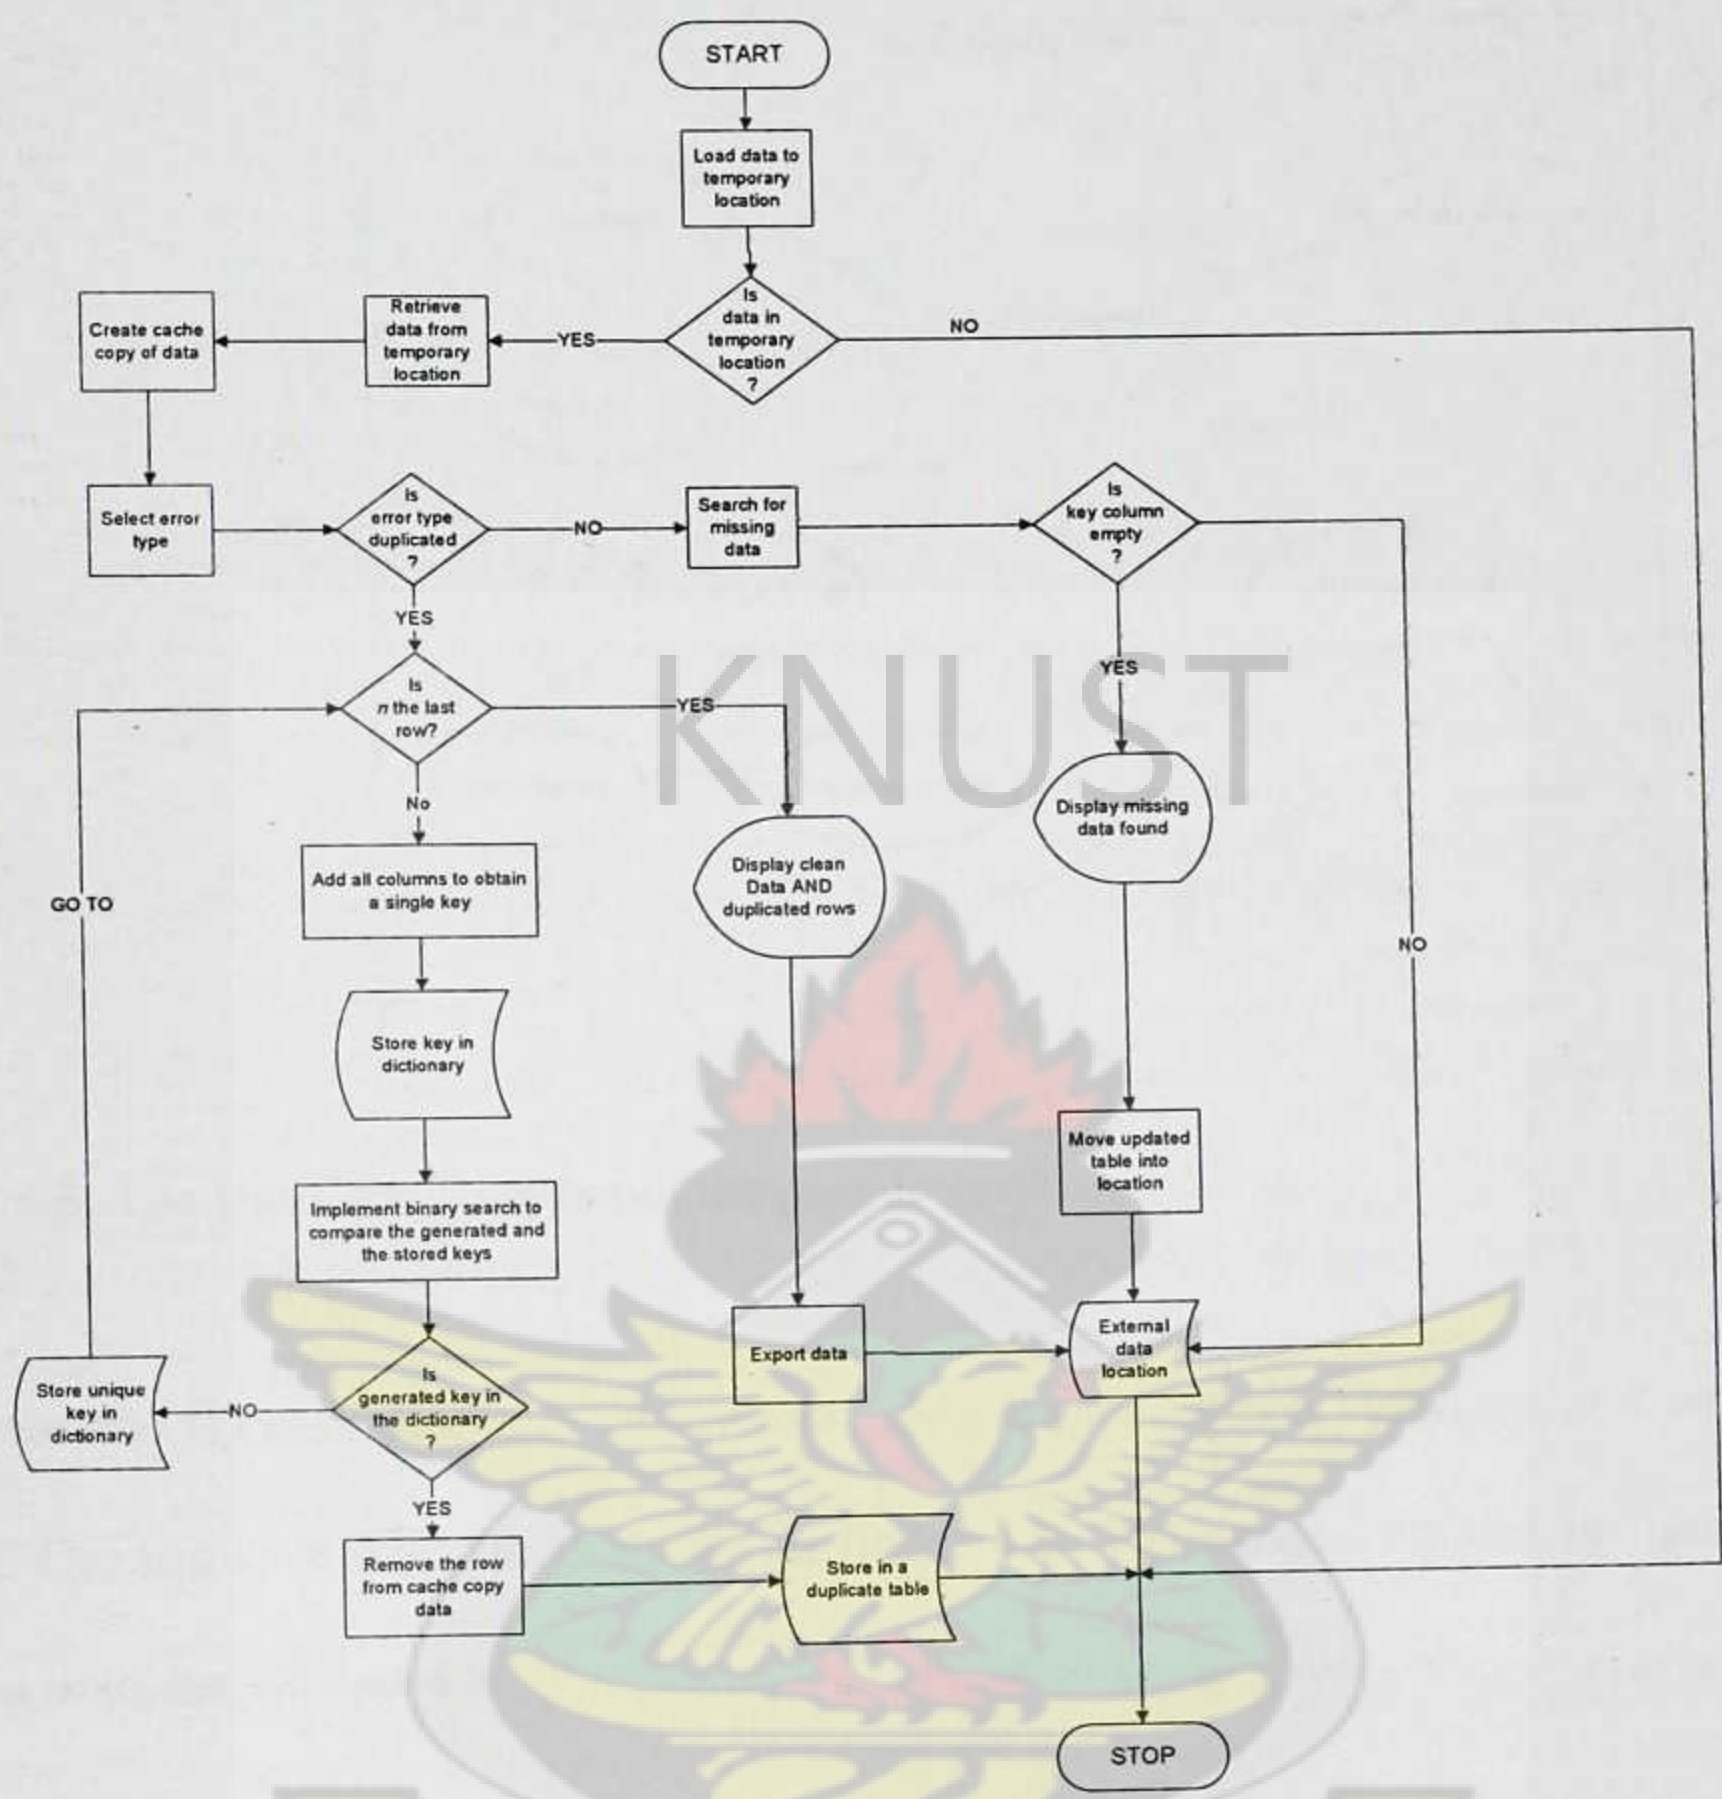 START
Load data to
temporary
location
Is
data in
temporary
location
?
YES
NO
Retrieve
data from
temporary
location
Create cache
copy of data
Select error
type
Is
error type
duplicated
?
NO
Search for
missing
data
Is
key column
empty
?
YES
YES
NO
Is
n the last
row?
YES
No
GO TO
Display missing
data found
Display clean
Data AND
duplicated rows
Add all columns to obtain
a single key
Store key in
dictionary
Move updated
table into
location
Implement binary search to
compare the generated and
the stored keys
Export data
External
data
location
Is
generated key in
the dictionary
?
NO
Store unique
key in
dictionary
YES
Remove the row
from cache copy
data
Store in a
duplicate table
STOP
KNUST